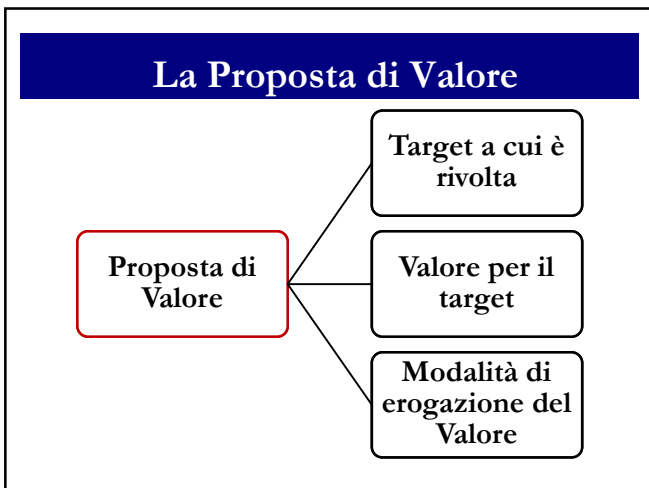 La Proposta di Valore
Target a cui è
rivolta
Proposta di
Valore
Valore per il
target
Modalità di
erogazione del
Valore